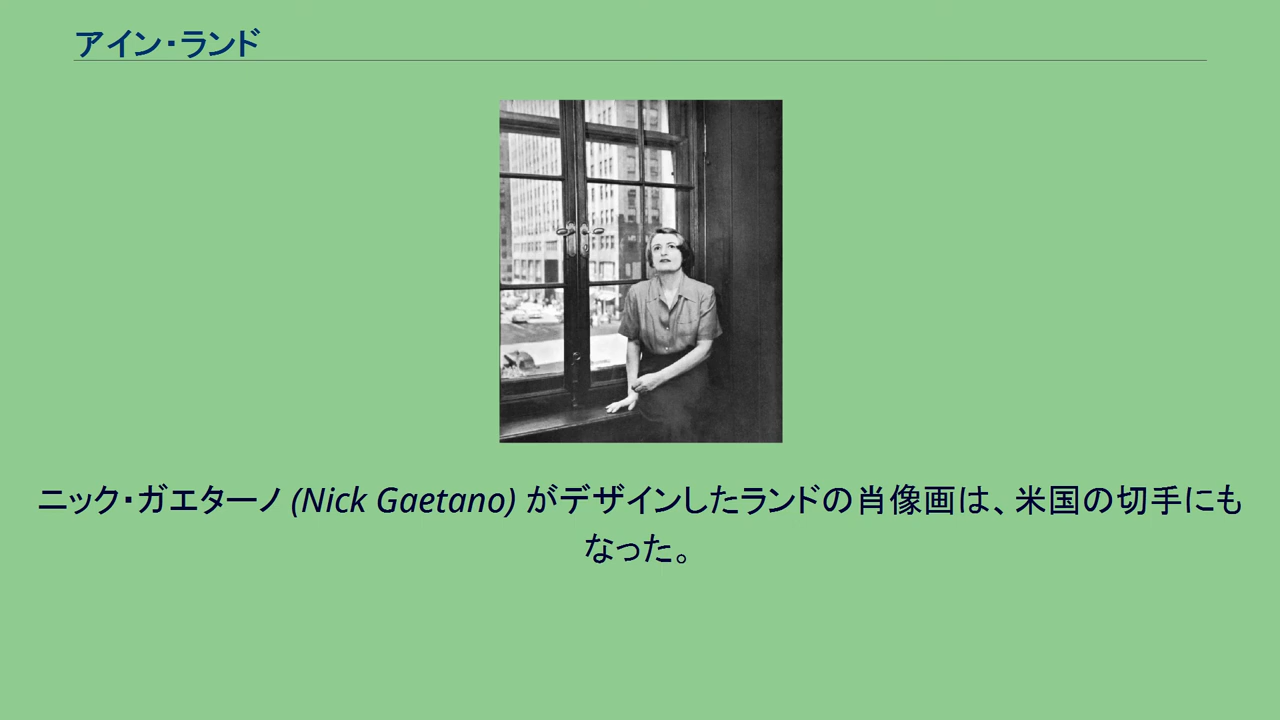 アイン・ランド
ニック・ガエターノ (Nick Gaetano) がデザインしたランドの肖像画は、米国の切手にも
なった。